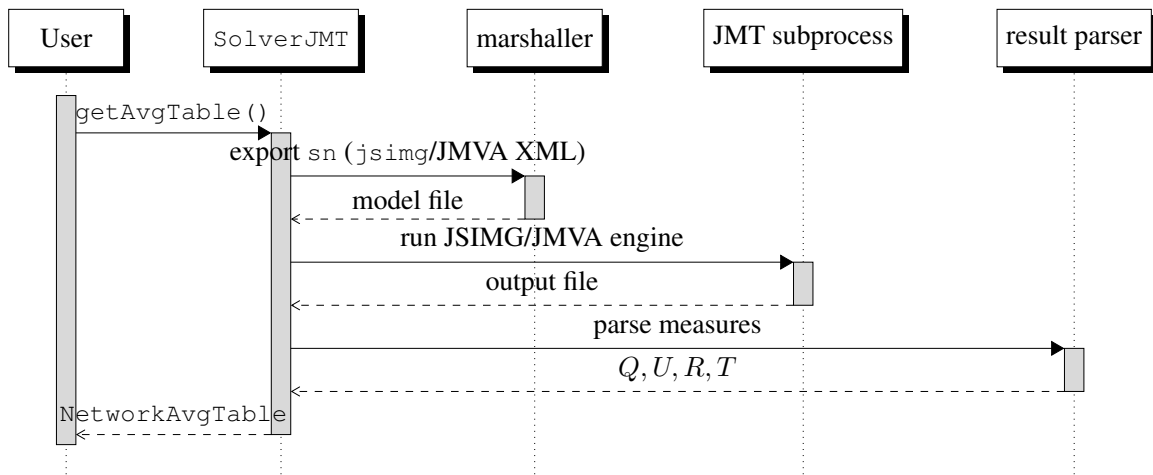 User
SolverJMT
marshaller
JMT subprocess
result parser
getAvgTable()
export sn (jsimg/JMVA XML)
model file
run JSIMG/JMVA engine
output file
parse measures
Q, U, R, T
NetworkAvgTable